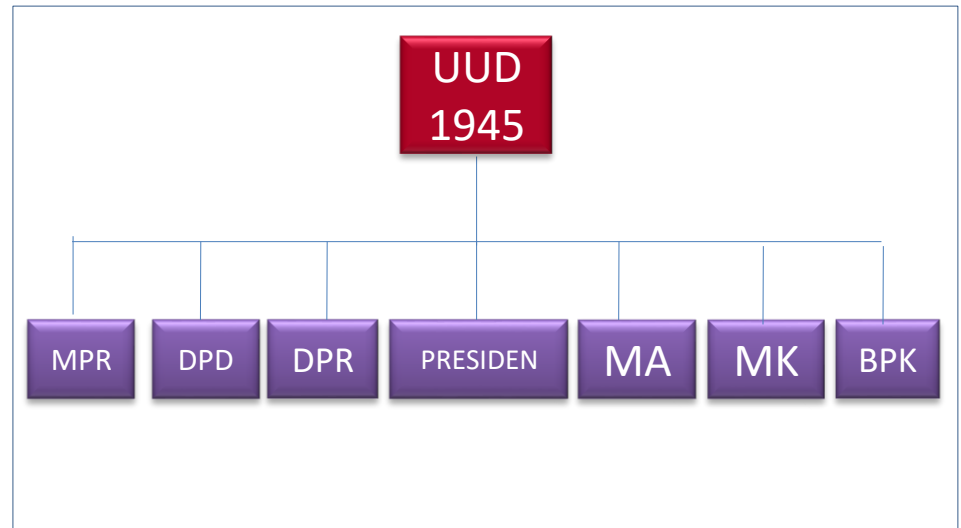 UUD
1945
MPR
DPD
DPR
PRESIDEN
MA
MK
BPK